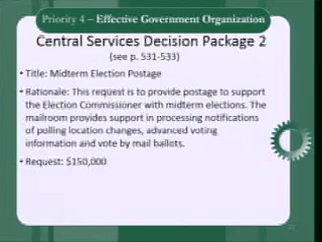 Priority 4 – Effective Government Organization
Central Services Decision Package 2
(see p. 531-533)
• Title: Midterm Election Postage
• Rationale: This request is to provide postage to support
the Election Commissioner with midterm elections. The
mailroom provides support in processing notifications
of polling location changes, advanced voting
information and vote by mail ballots.
• Request: $150,000